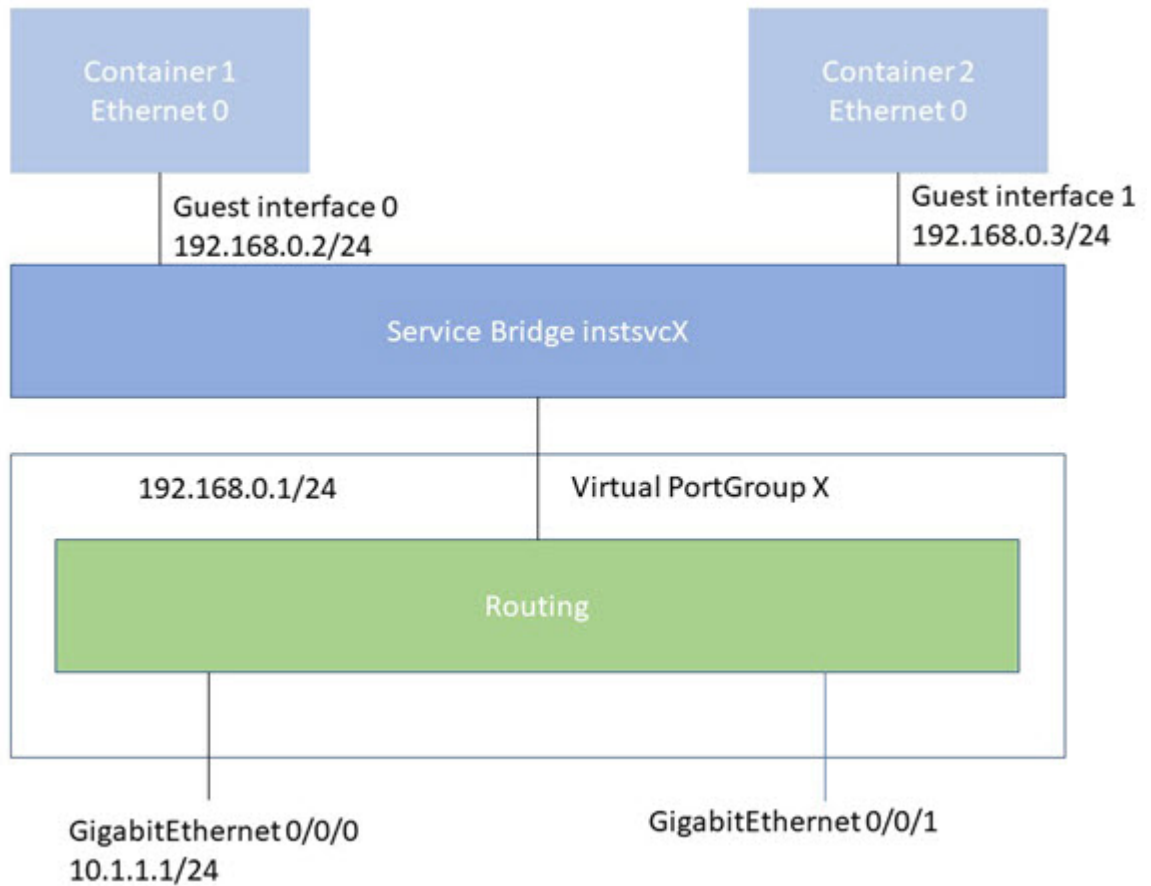 Container 1
Ethernet 0
Container 2
Ethernet 0
Guest interface 0
192.168.0.2/24
Guest interface 1
192.168.0.3/24
Service Bridge instsvcX
192.168.0.1/24
Virtual PortGroup X
Routing
GigabitEthernet 0/0/0
10.1.1.1/24
GigabitEthernet 0/0/1